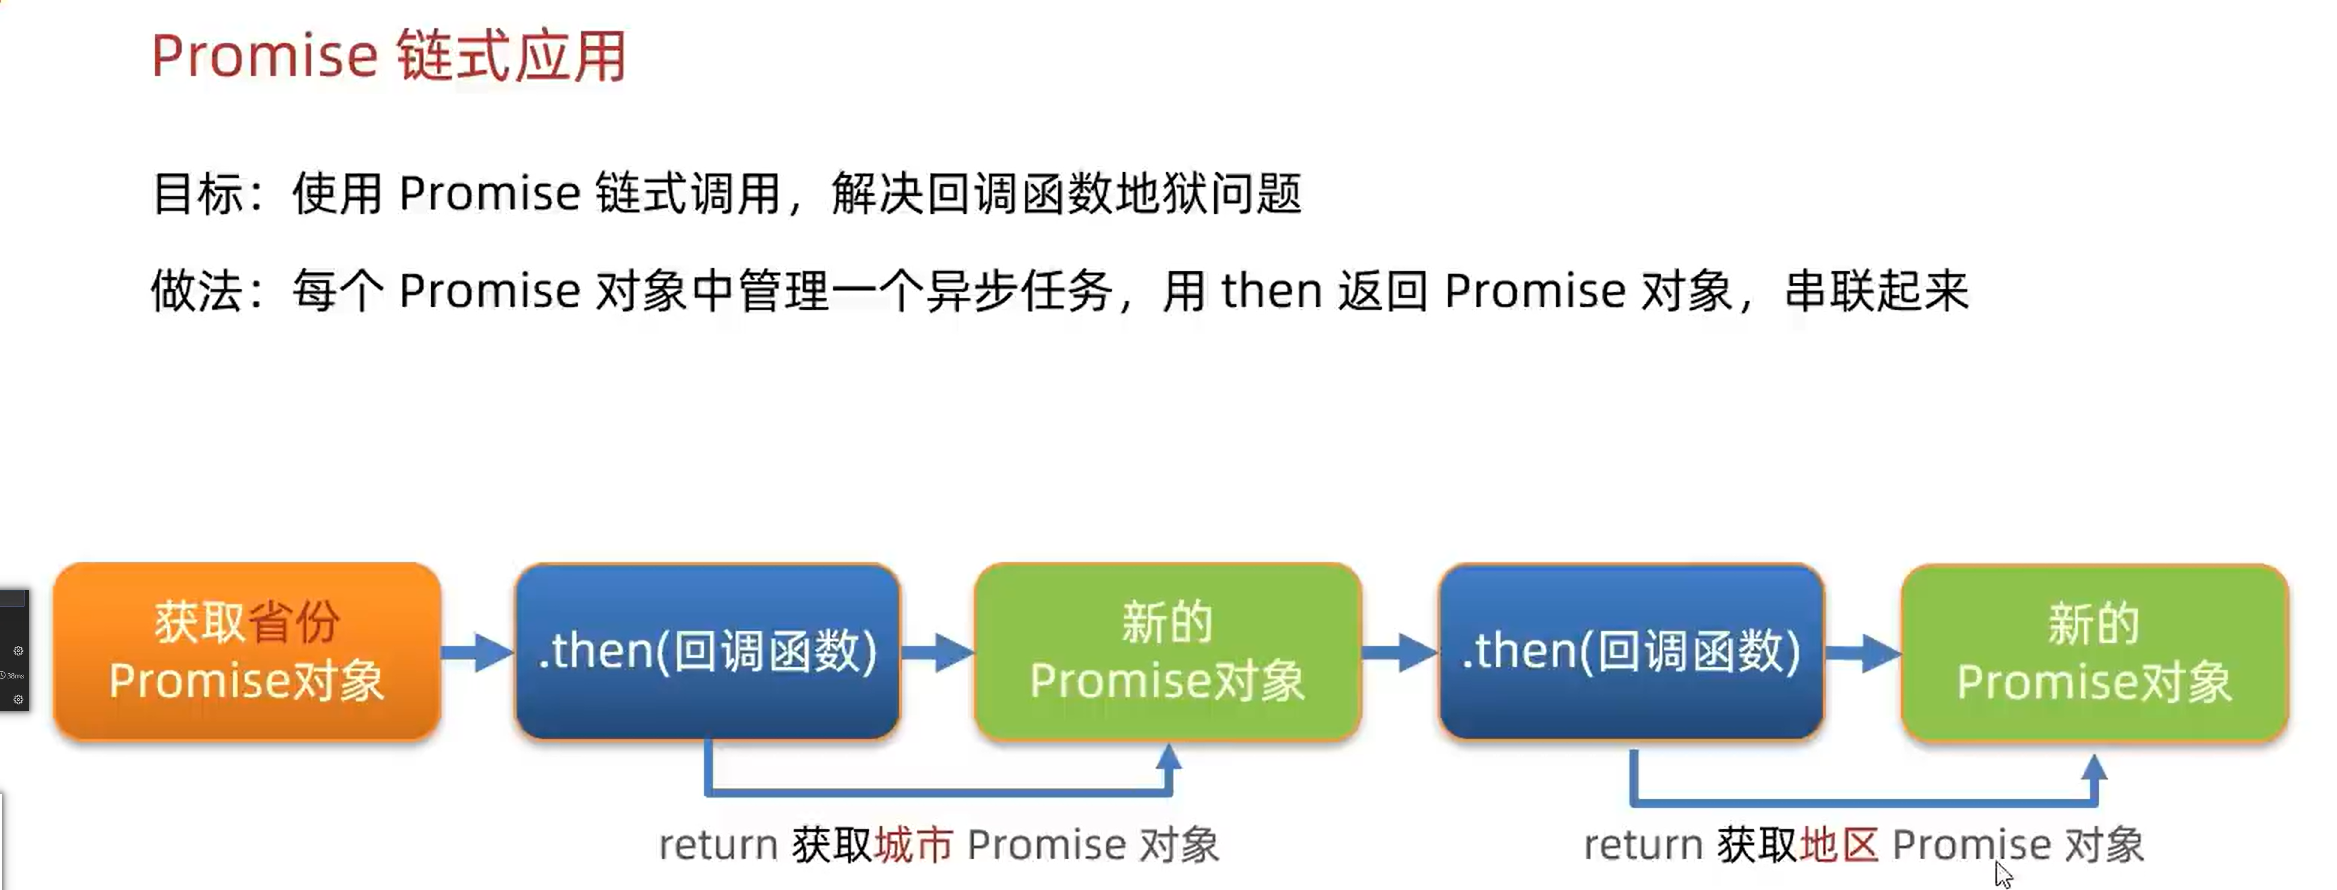 Promise 链式应用
目标：使用 Promise 链式调用，解决回调函数地狱问题
做法：每个 Promise 对象中管理一个异步任务，用 then 返回 Promise 对象，串联起来
获取省份
Promise对象
.then(回调函数)
新的
Promise对象
.then(回调函数)
新的
Promise对象
return 获取城市 Promise 对象
return 获取地区 Promise 对象
38ms